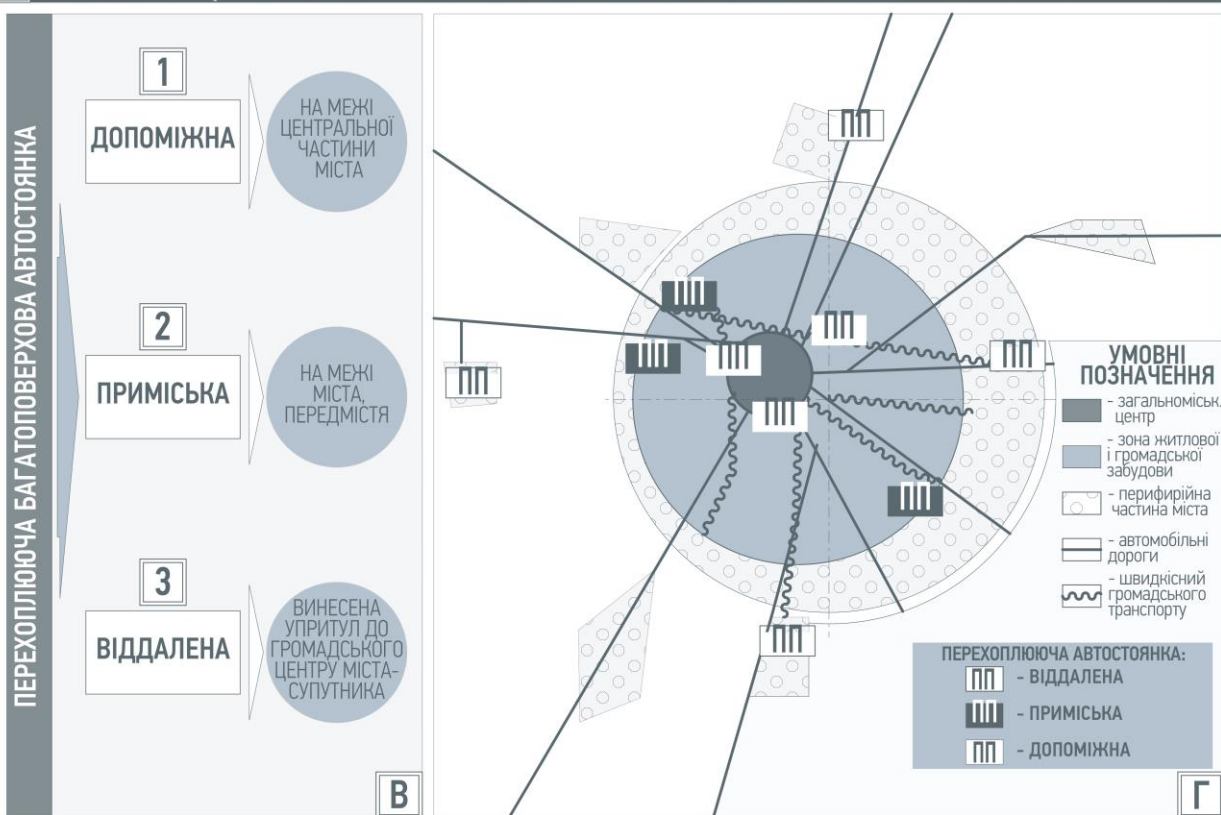 ПЕРЕХОПЛЮЮЧА БАГАТОПОВЕРХОВА АВТОСТОЯНКА
1
ДОПОМІЖНА
НА МЕЖІ
ЦЕНТРАЛЬНОЇ
ЧАСТИНИ
МІСТА
2
ПРИМІСЬКА
НА МЕЖІ
МІСТА,
ПЕРЕДМІСТЯ
3
ВІДДАЛЕНА
ВИНЕСЕНА
УПРИТУЛ ДО
ГРОМАДСЬКОГО
ЦЕНТРУ МІСТА-
СУПУТНИКА
В
ПП
ПП
ПП
ПП
ПП
ПП
ПП
ПП
ПП
ПП
УМОВНІ
ПОЗНАЧЕННЯ
- загальноміськ.
центр
- зона житлової
і громадської
забудови
- перифирійна
частина міста
- автомобільні
дороги
- швидкісний
громадського
транспорту
ПЕРЕХОПЛЮЮЧА АВТОСТОЯНКА:
ПП - ВІДДАЛЕНА
ПП - ПРИМІСЬКА
ПП - ДОПОМІЖНА
Г